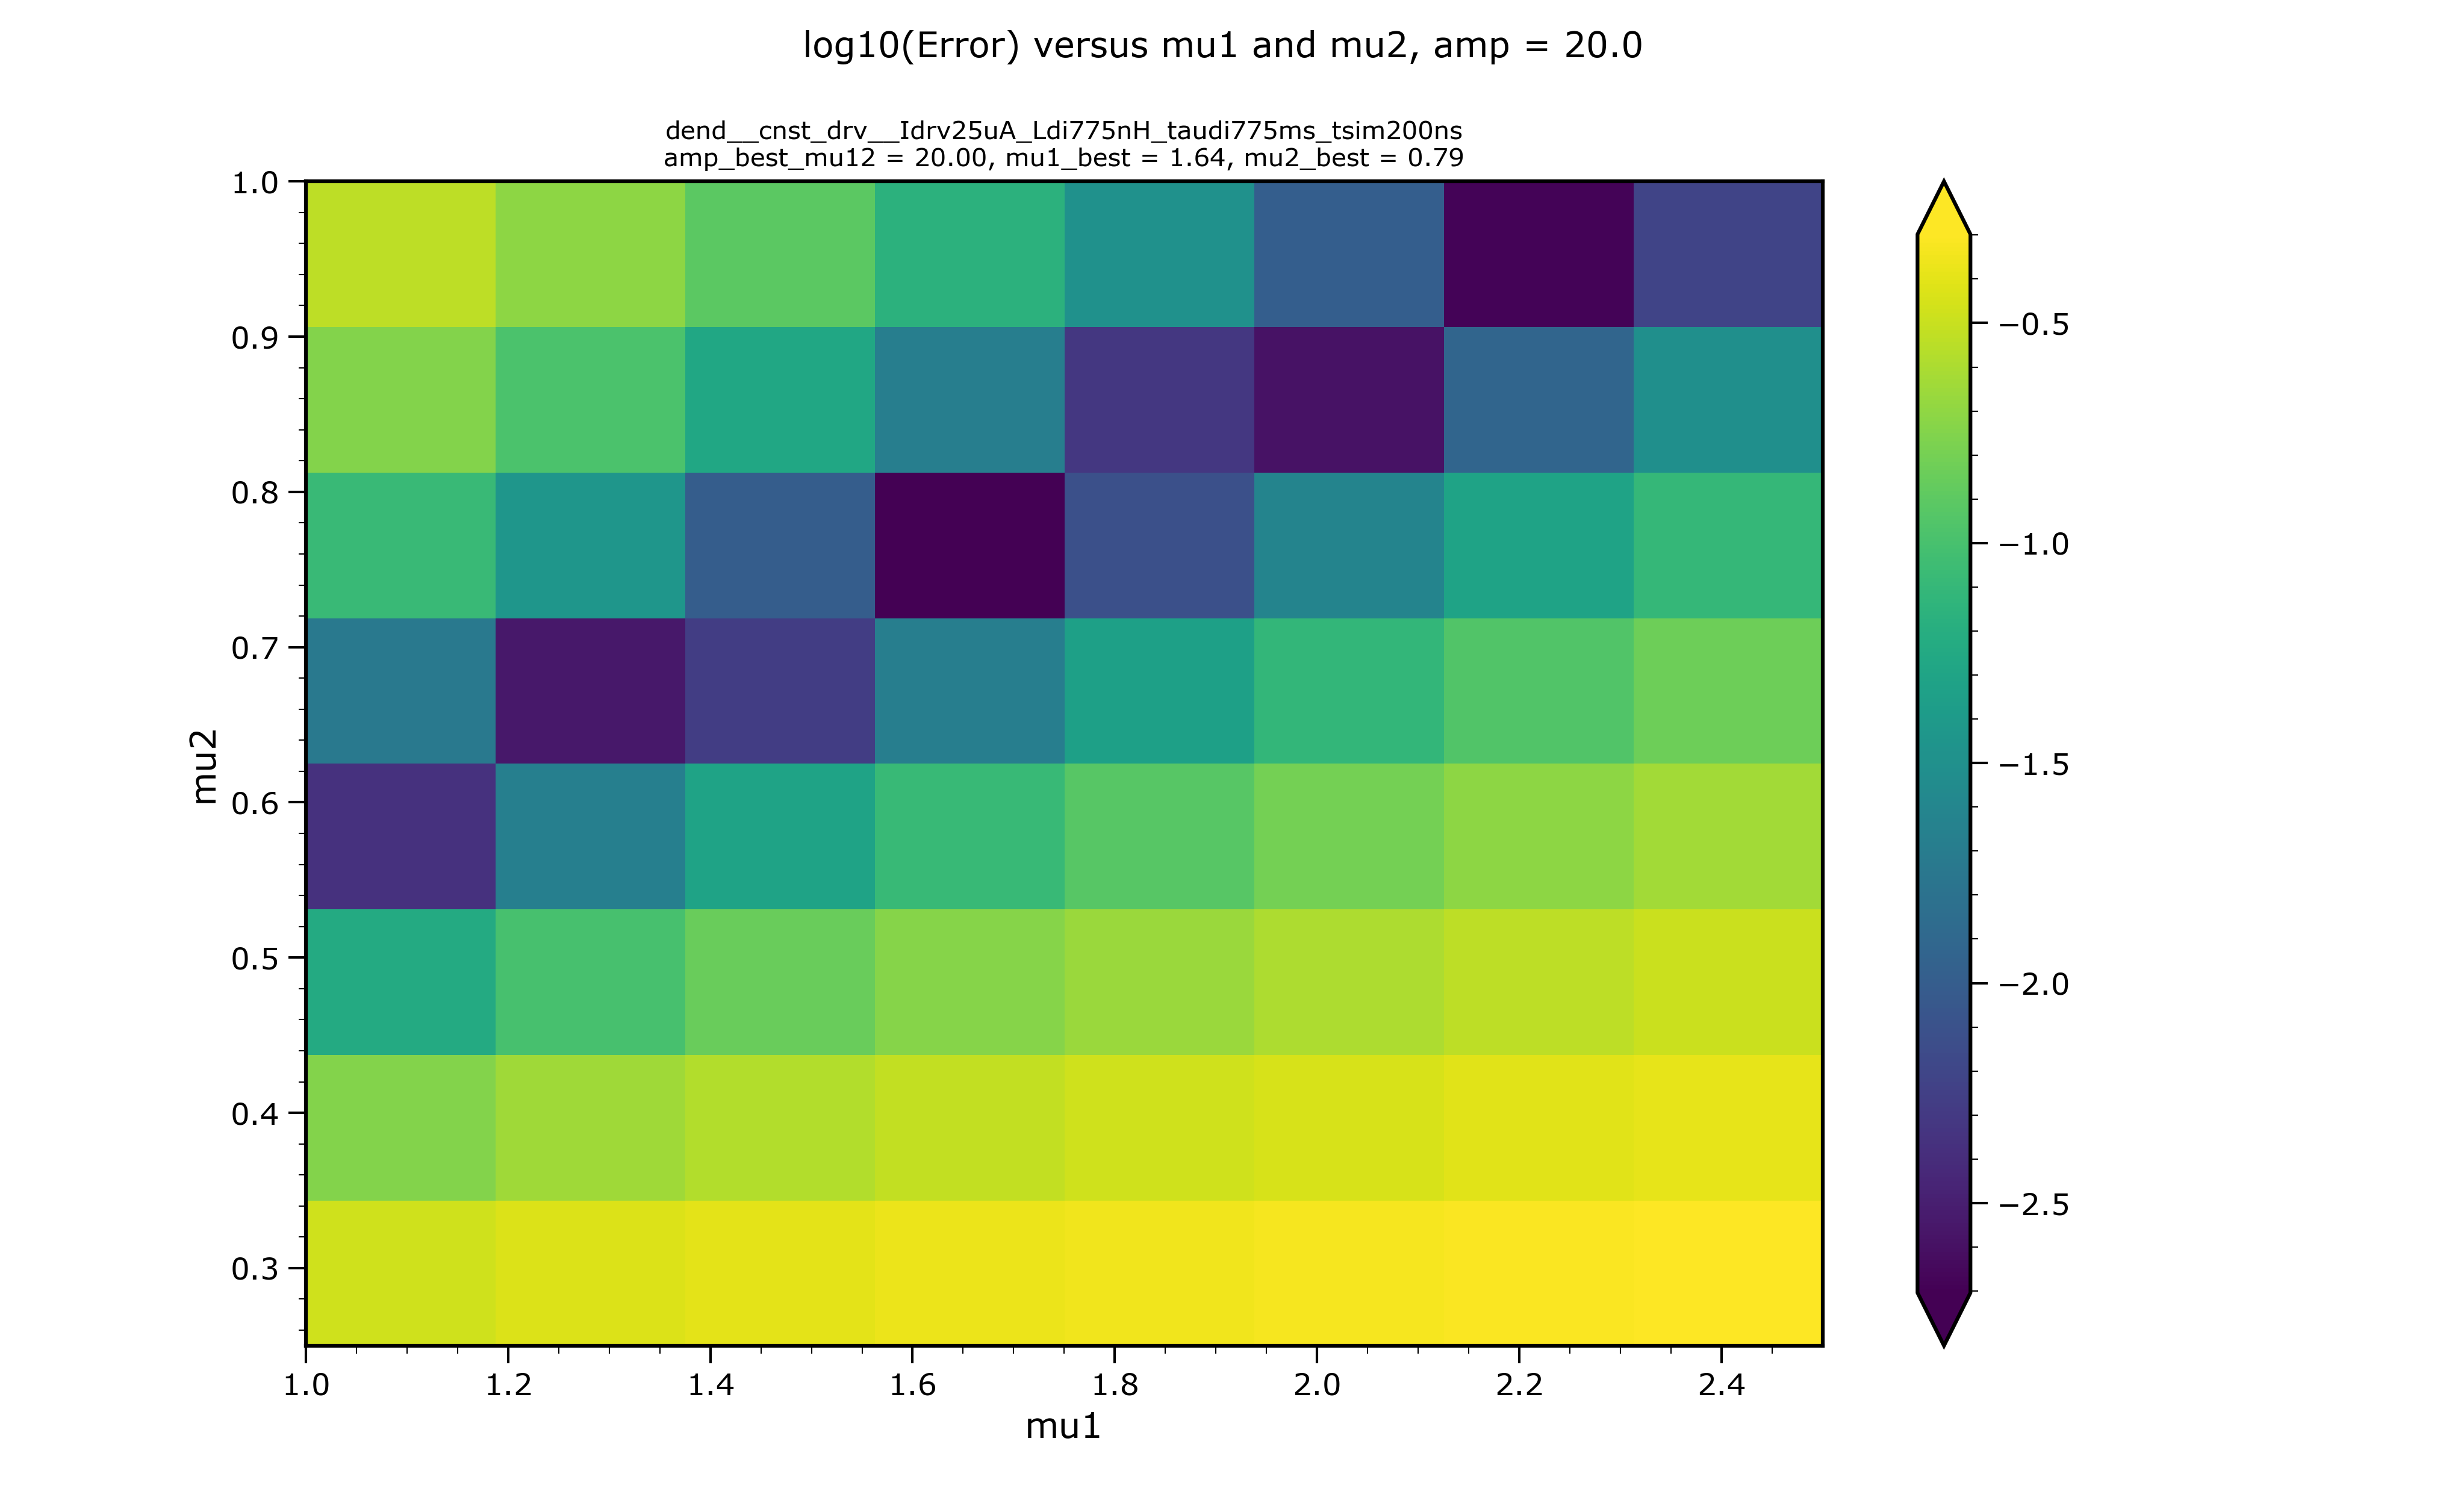 log10(Error) versus mu1 and mu2, amp = 20.0
dend__cnst_drv__Idrv25uA_Ldi775nH_taudi775ms_tsim200ns
amp_best_mu12 = 20.00, mu1_best = 1.64, mu2_best = 0.79
1.0
0.9
0.8
0.7
0.6
0.5
0.4
0.3
mu2
1.0 1.2 1.4 1.6 1.8 2.0 2.2 2.4
mu1
−0.5
−1.0
−1.5
−2.0
−2.5